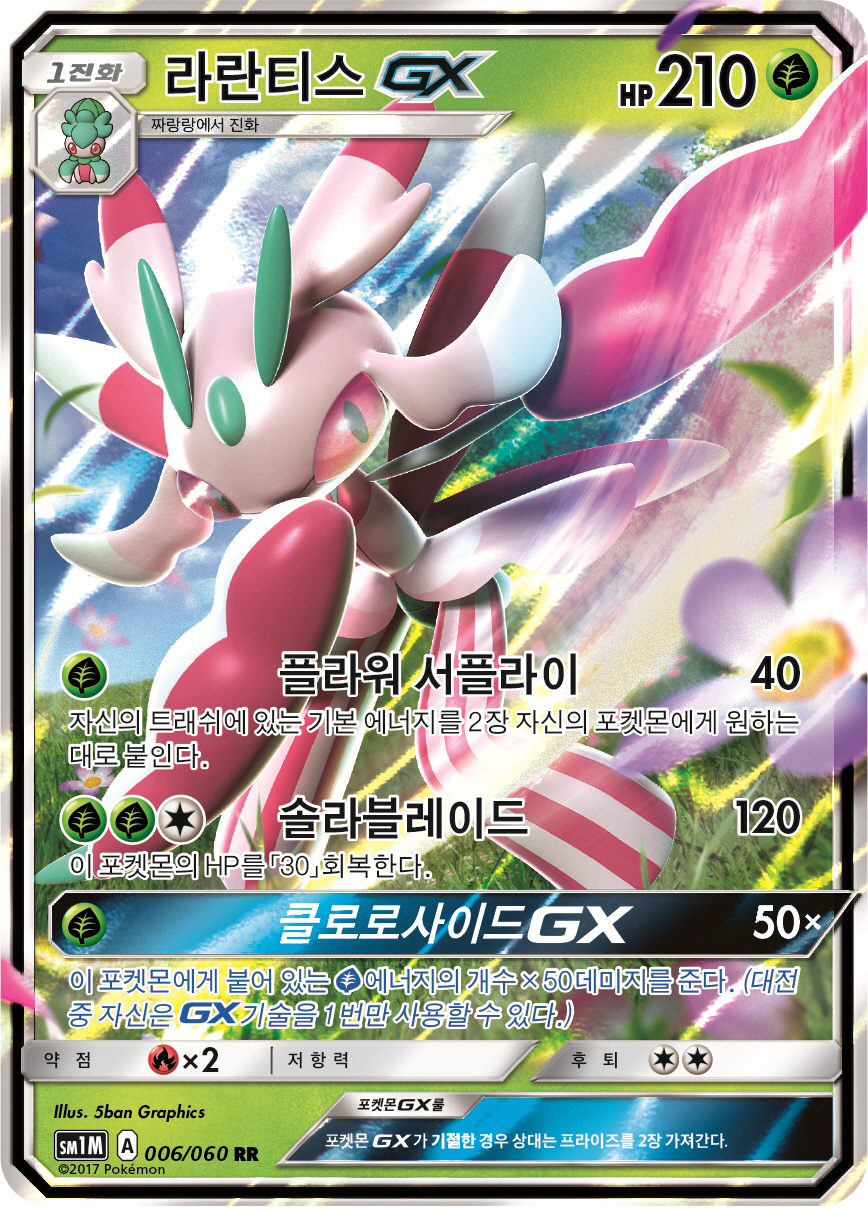 1진화
라란티스 GX
HP 210
짜랑랑에서 진화
플라워 서플라이 40
자신의 트래쉬에 있는 기본 에너지를 2장 자신의 포켓몬에게 원하는
대로 붙인다.
솔라블레이드 120
이 포켓몬의 HP를 「30」 회복한다.
클로로사이드 GX 50×
이 포켓몬에게 붙어 있는 에너지의 개수 × 50데미지를 준다. (대전
중 자신은 GX기술을 1번만 사용할 수 있다.)
약 점 ×2 저 항 력 후 퇴
Illus. 5ban Graphics
포켓몬GX룰
포켓몬 GX가 기절한 경우 상대는 프라이즈를 2장 가져간다.
SM1M A 006/060 RR
©2017 Pokémon